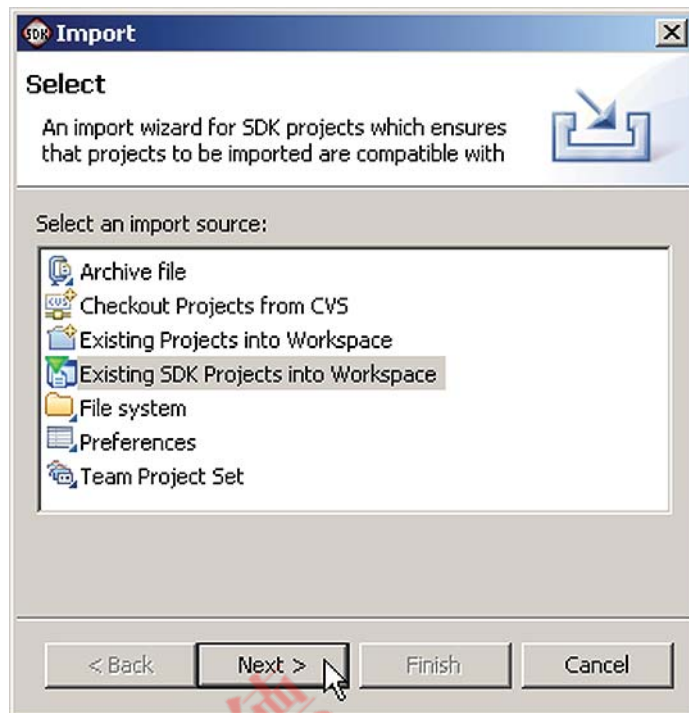 SDK Import
Select
An import wizard for SDK projects which ensures
that projects to be imported are compatible with
Select an import source:
Archive file
CVS Checkout Projects from CVS
Existing Projects into Workspace
Existing SDK Projects into Workspace
File system
Preferences
Team Project Set
< Back Next > Finish Cancel